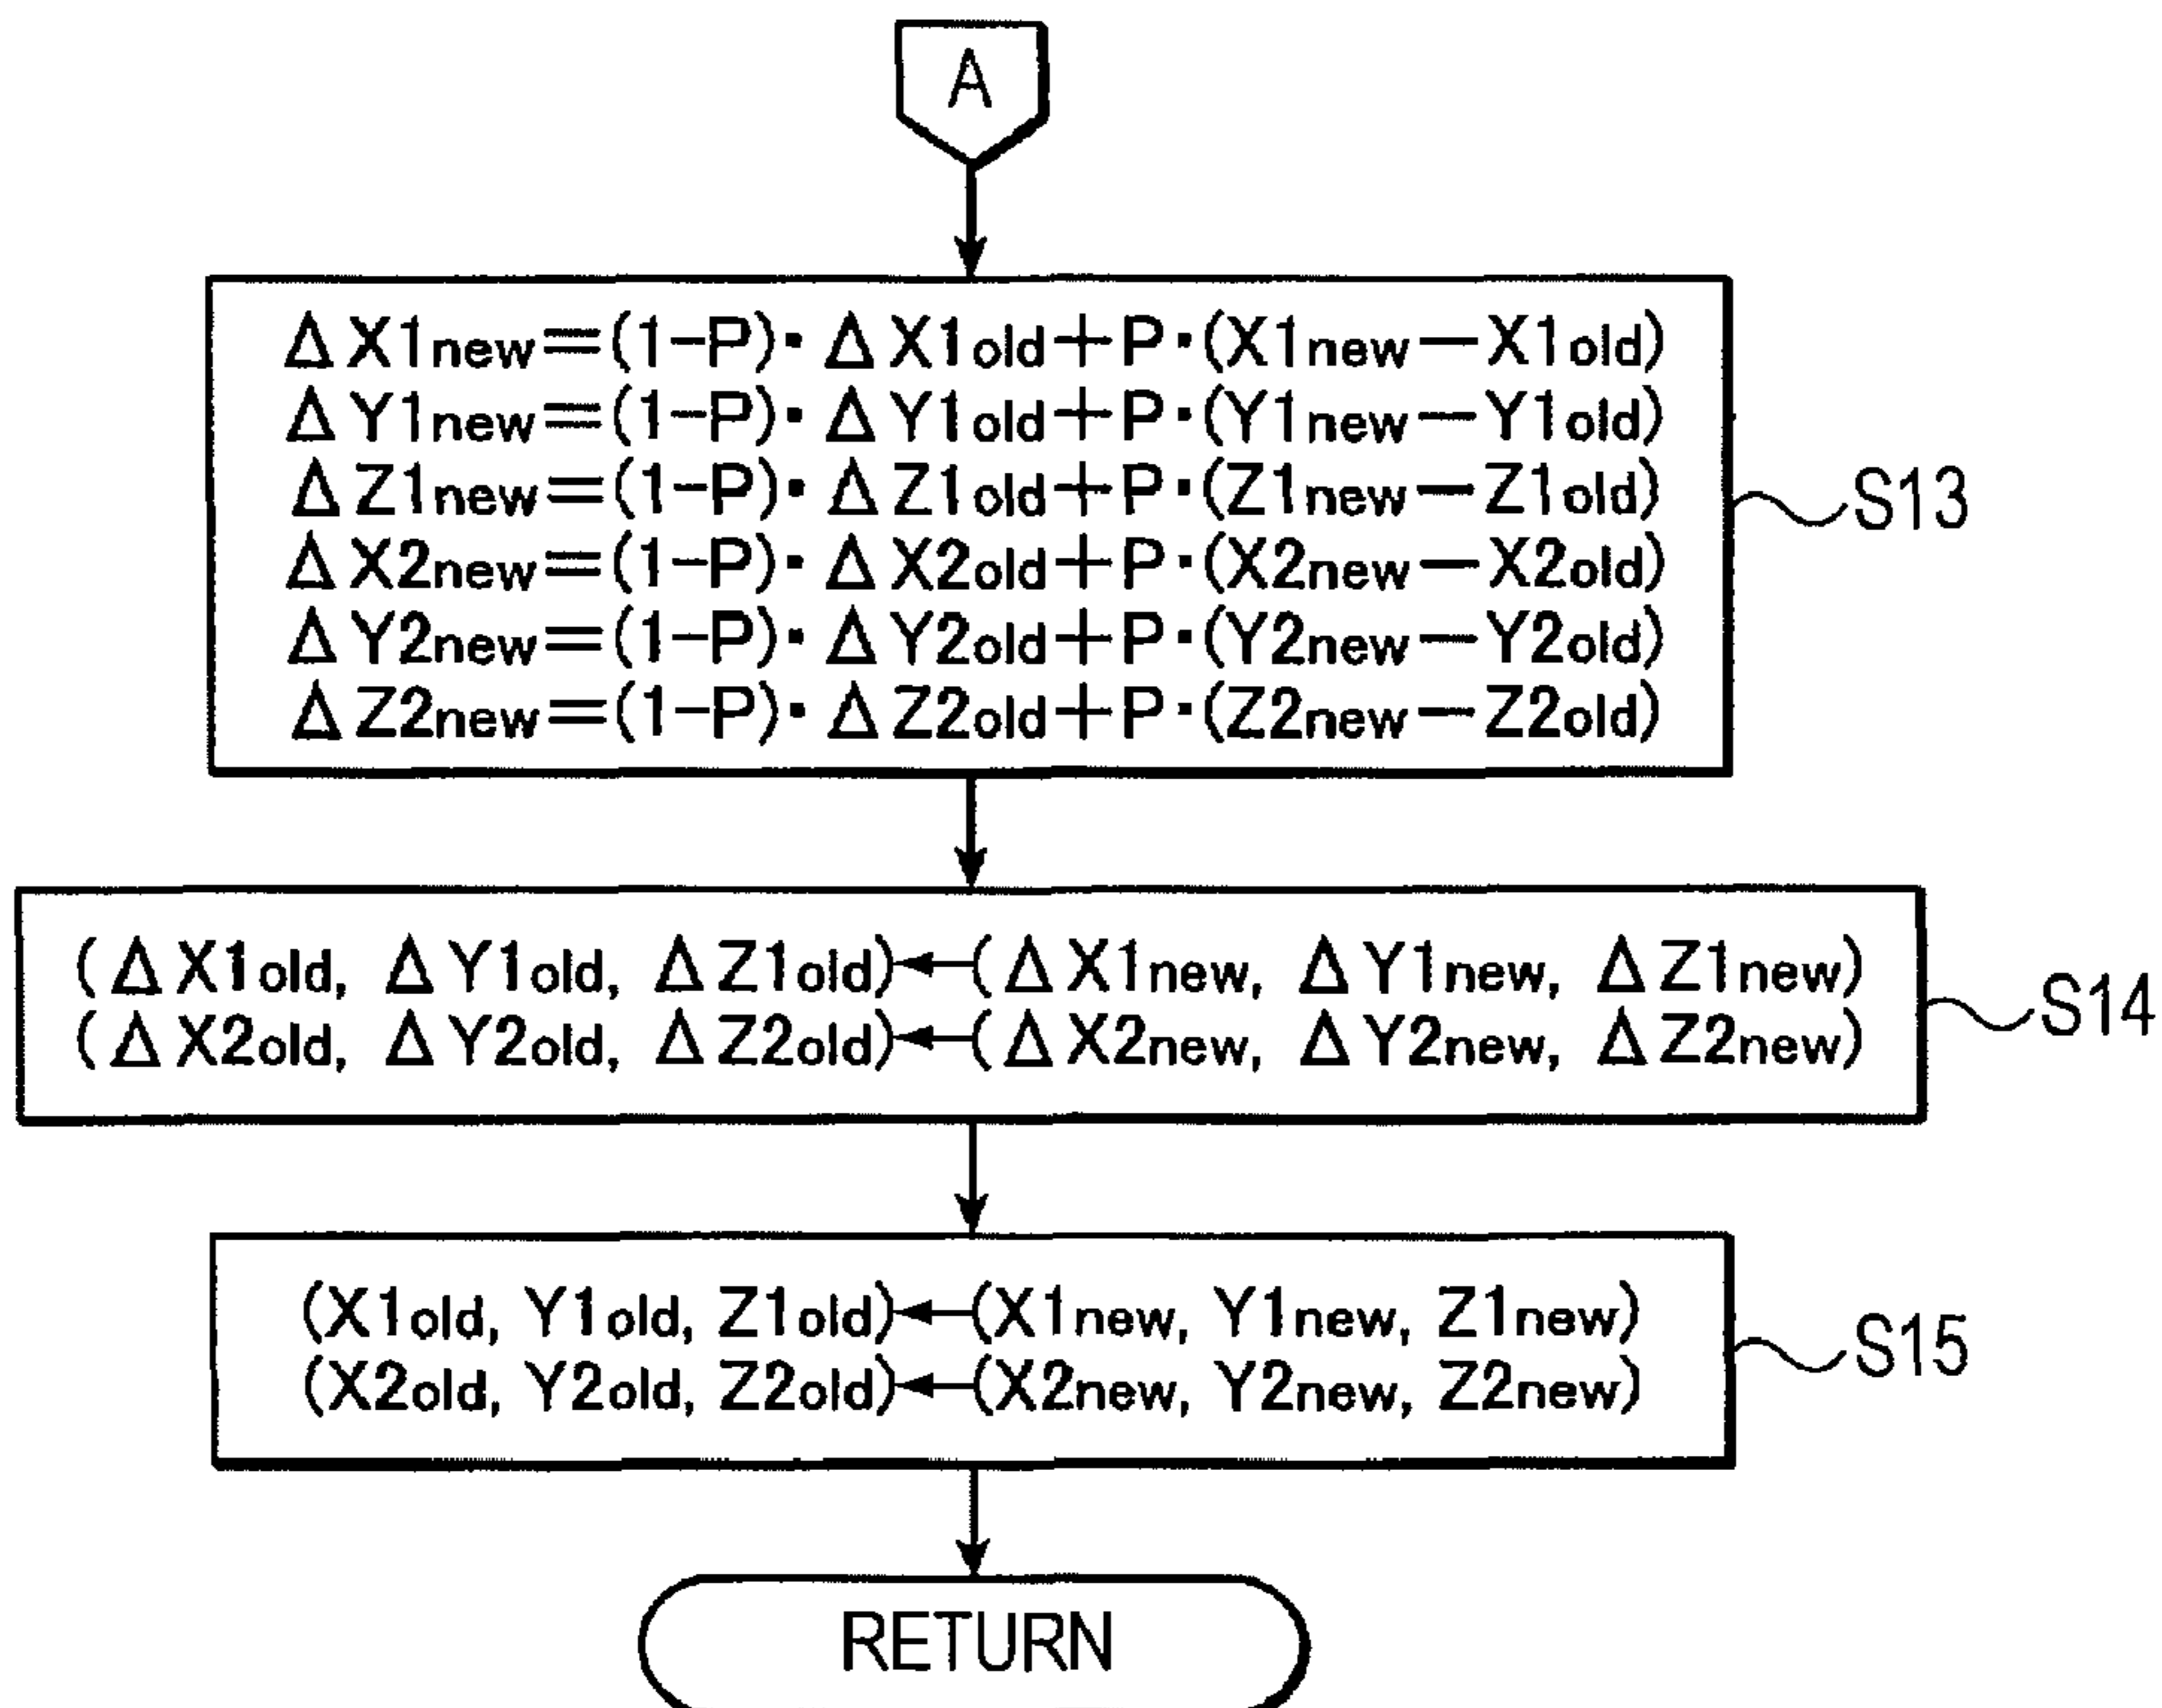 A
ΔX1new=(1-P)・ΔX1old+P・(X1new-X1old)
ΔY1new=(1-P)・ΔY1old+P・(Y1new-Y1old)
ΔZ1new=(1-P)・ΔZ1old+P・(Z1new-Z1old)
ΔX2new=(1-P)・ΔX2old+P・(X2new-X2old)
ΔY2new=(1-P)・ΔY2old+P・(Y2new-Y2old)
ΔZ2new=(1-P)・ΔZ2old+P・(Z2new-Z2old)
S13
(ΔX1old, ΔY1old, ΔZ1old)←(ΔX1new, ΔY1new, ΔZ1new)
(ΔX2old, ΔY2old, ΔZ2old)←(ΔX2new, ΔY2new, ΔZ2new)
S14
(X1old, Y1old, Z1old)←(X1new, Y1new, Z1new)
(X2old, Y2old, Z2old)←(X2new, Y2new, Z2new)
S15
RETURN